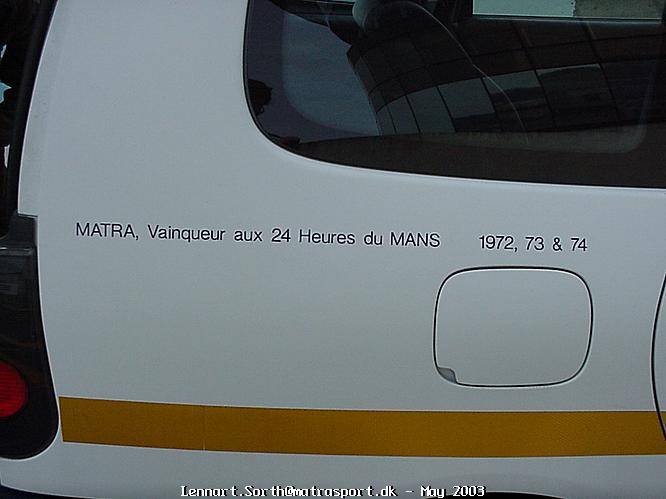 MATRA, Vainqueur aux 24 Heures du MANS 1972, 73 & 74
Lennart.Sorth@matrasport.dk - May 2003